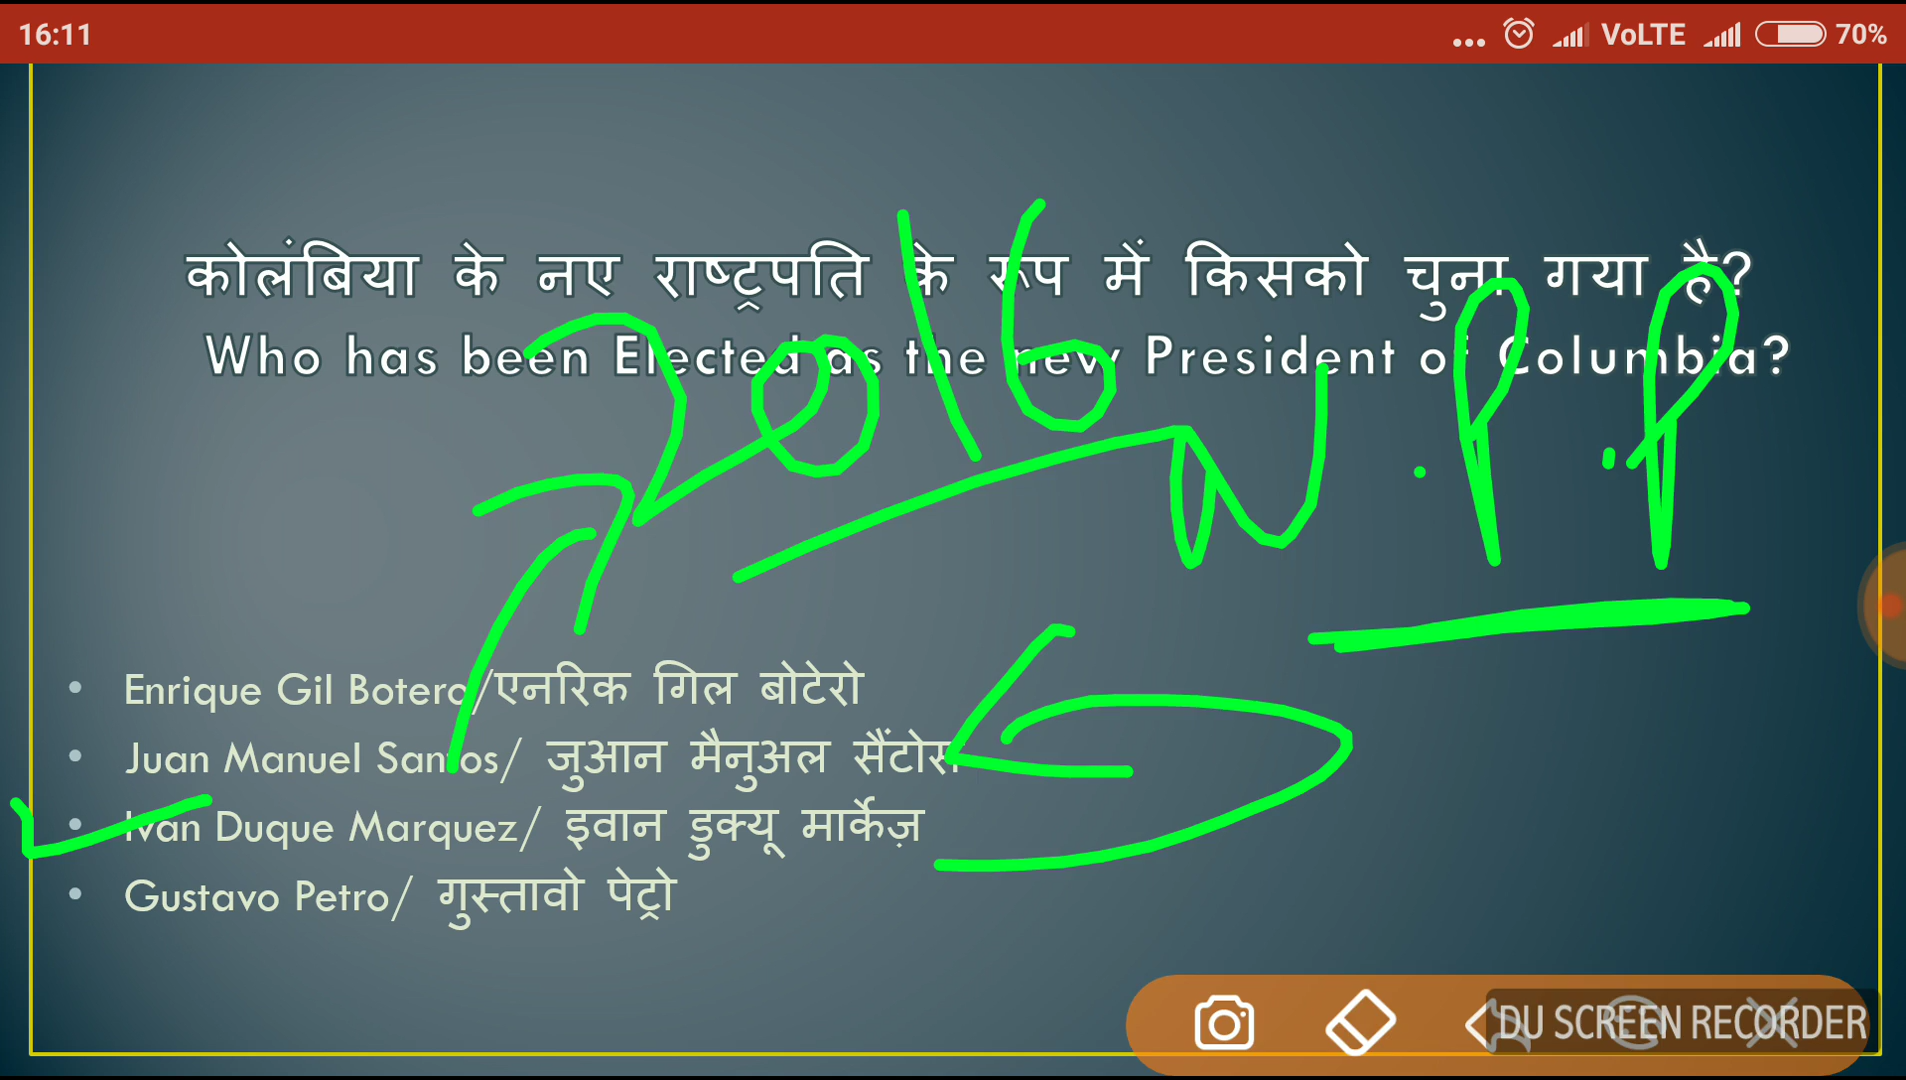 16:11 ... VoLTE 70%
कोलंबिया के नए राष्ट्रपति के रूप में किसको चुना गया है?
Who has been Elected as the new President of Columbia?
2016 N.P.P
• Enrique Gil Botero/एनरिक गिल बोटेरो
• Juan Manuel Santos/ जुआन मैनुअल सैंटोस
• Ivan Duque Marquez/ इवान डुक्यू मार्केज़
• Gustavo Petro/ गुस्तावो पेट्रो
DU SCREEN RECORDER